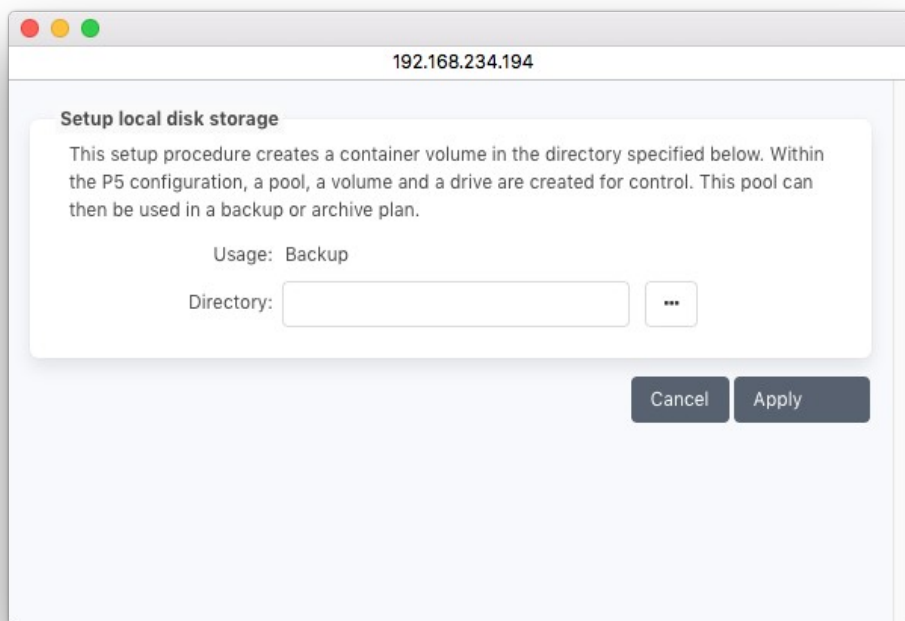 192.168.234.194
Setup local disk storage
This setup procedure creates a container volume in the directory specified below. Within
the P5 configuration, a pool, a volume and a drive are created for control. This pool can
then be used in a backup or archive plan.
Usage: Backup
Directory:
Cancel Apply